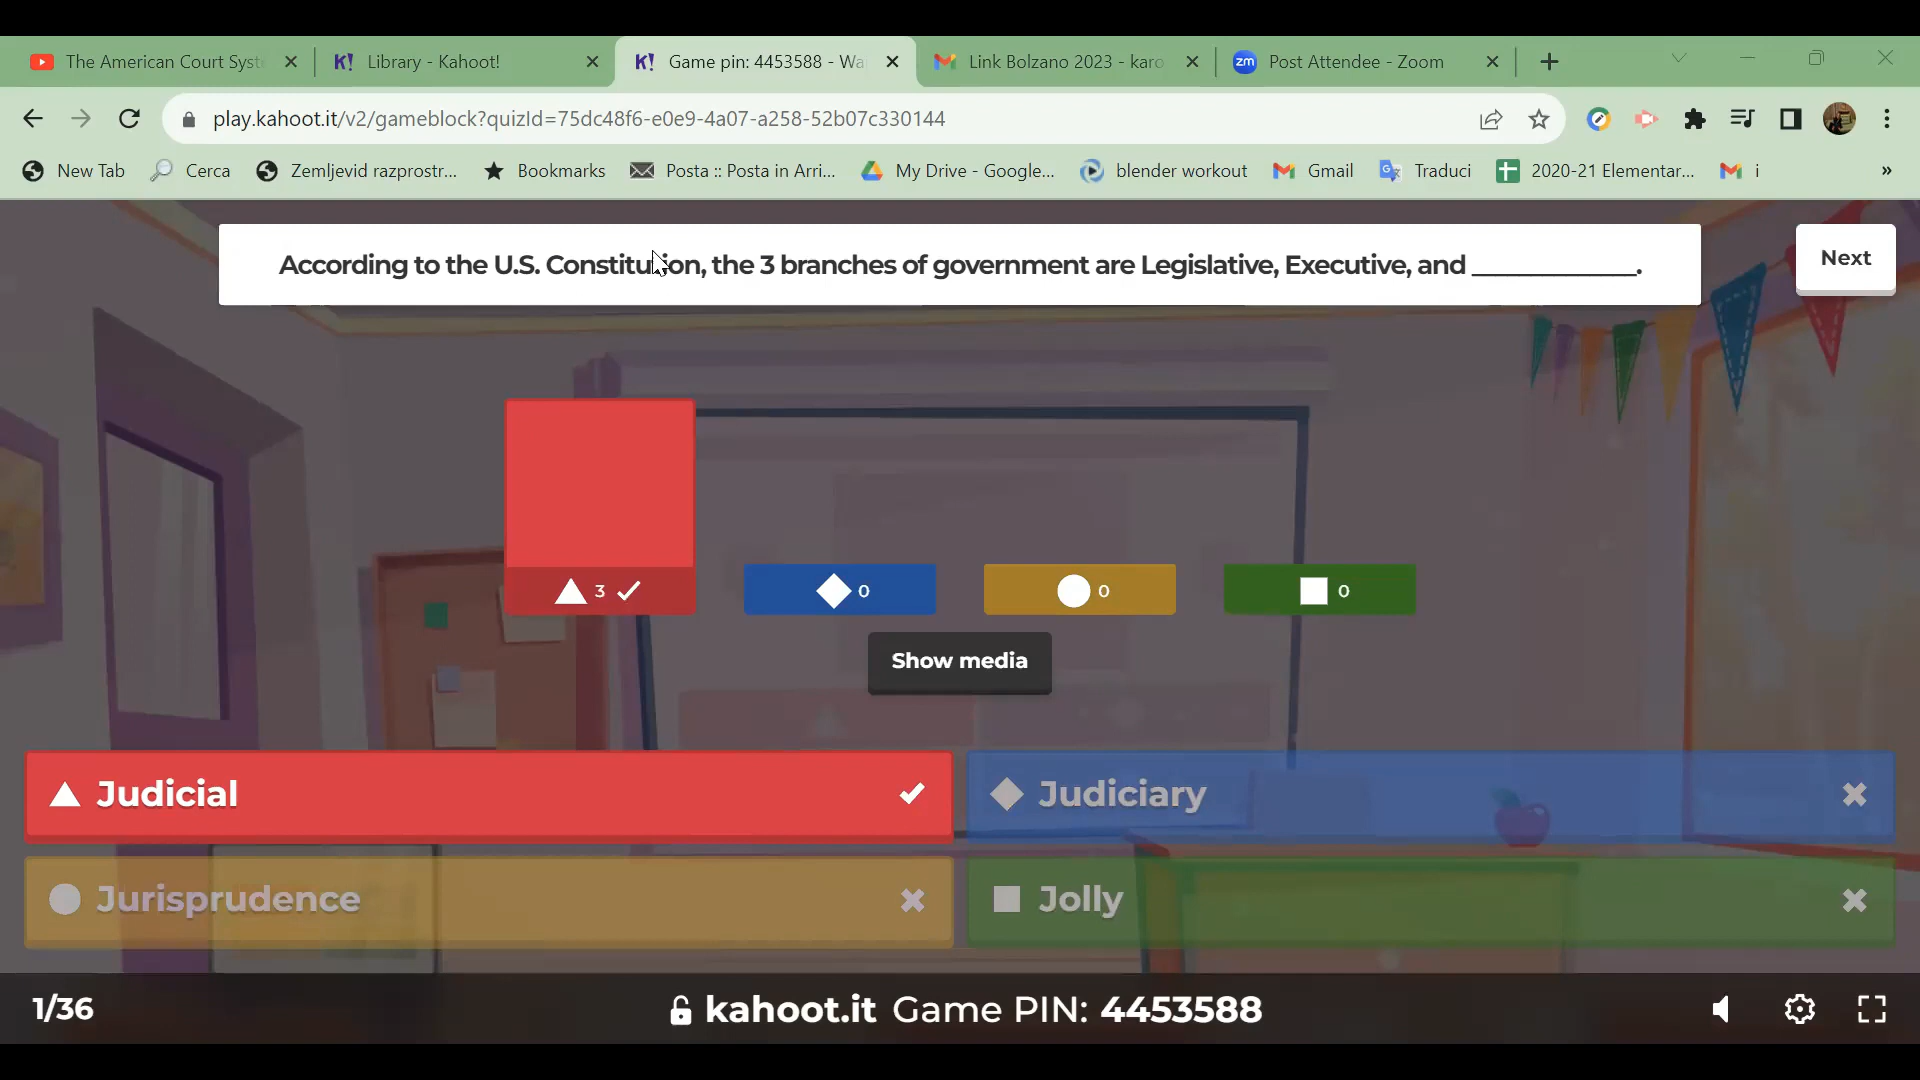 The American Court Syst
K! Library - Kahoot!
K! Game pin: 4453588 - Wa
Link Bolzano 2023 - karo
zm Post Attendee - Zoom
play.kahoot.it/v2/gameblock?quizId=75dc48f6-e0e9-4a07-a258-52b07c330144
New Tab
Cerca
Zemljevid razprostr...
Bookmarks
Posta :: Posta in Arri...
My Drive - Google...
blender workout
Gmail
Traduci
2020-21 Elementar...
i
»
According to the U.S. Constitution, the 3 branches of government are Legislative, Executive, and ______________.
Next
3
0
0
0
Show media
Judicial
Judiciary
Jurisprudence
Jolly
1/36
kahoot.it Game PIN: 4453588